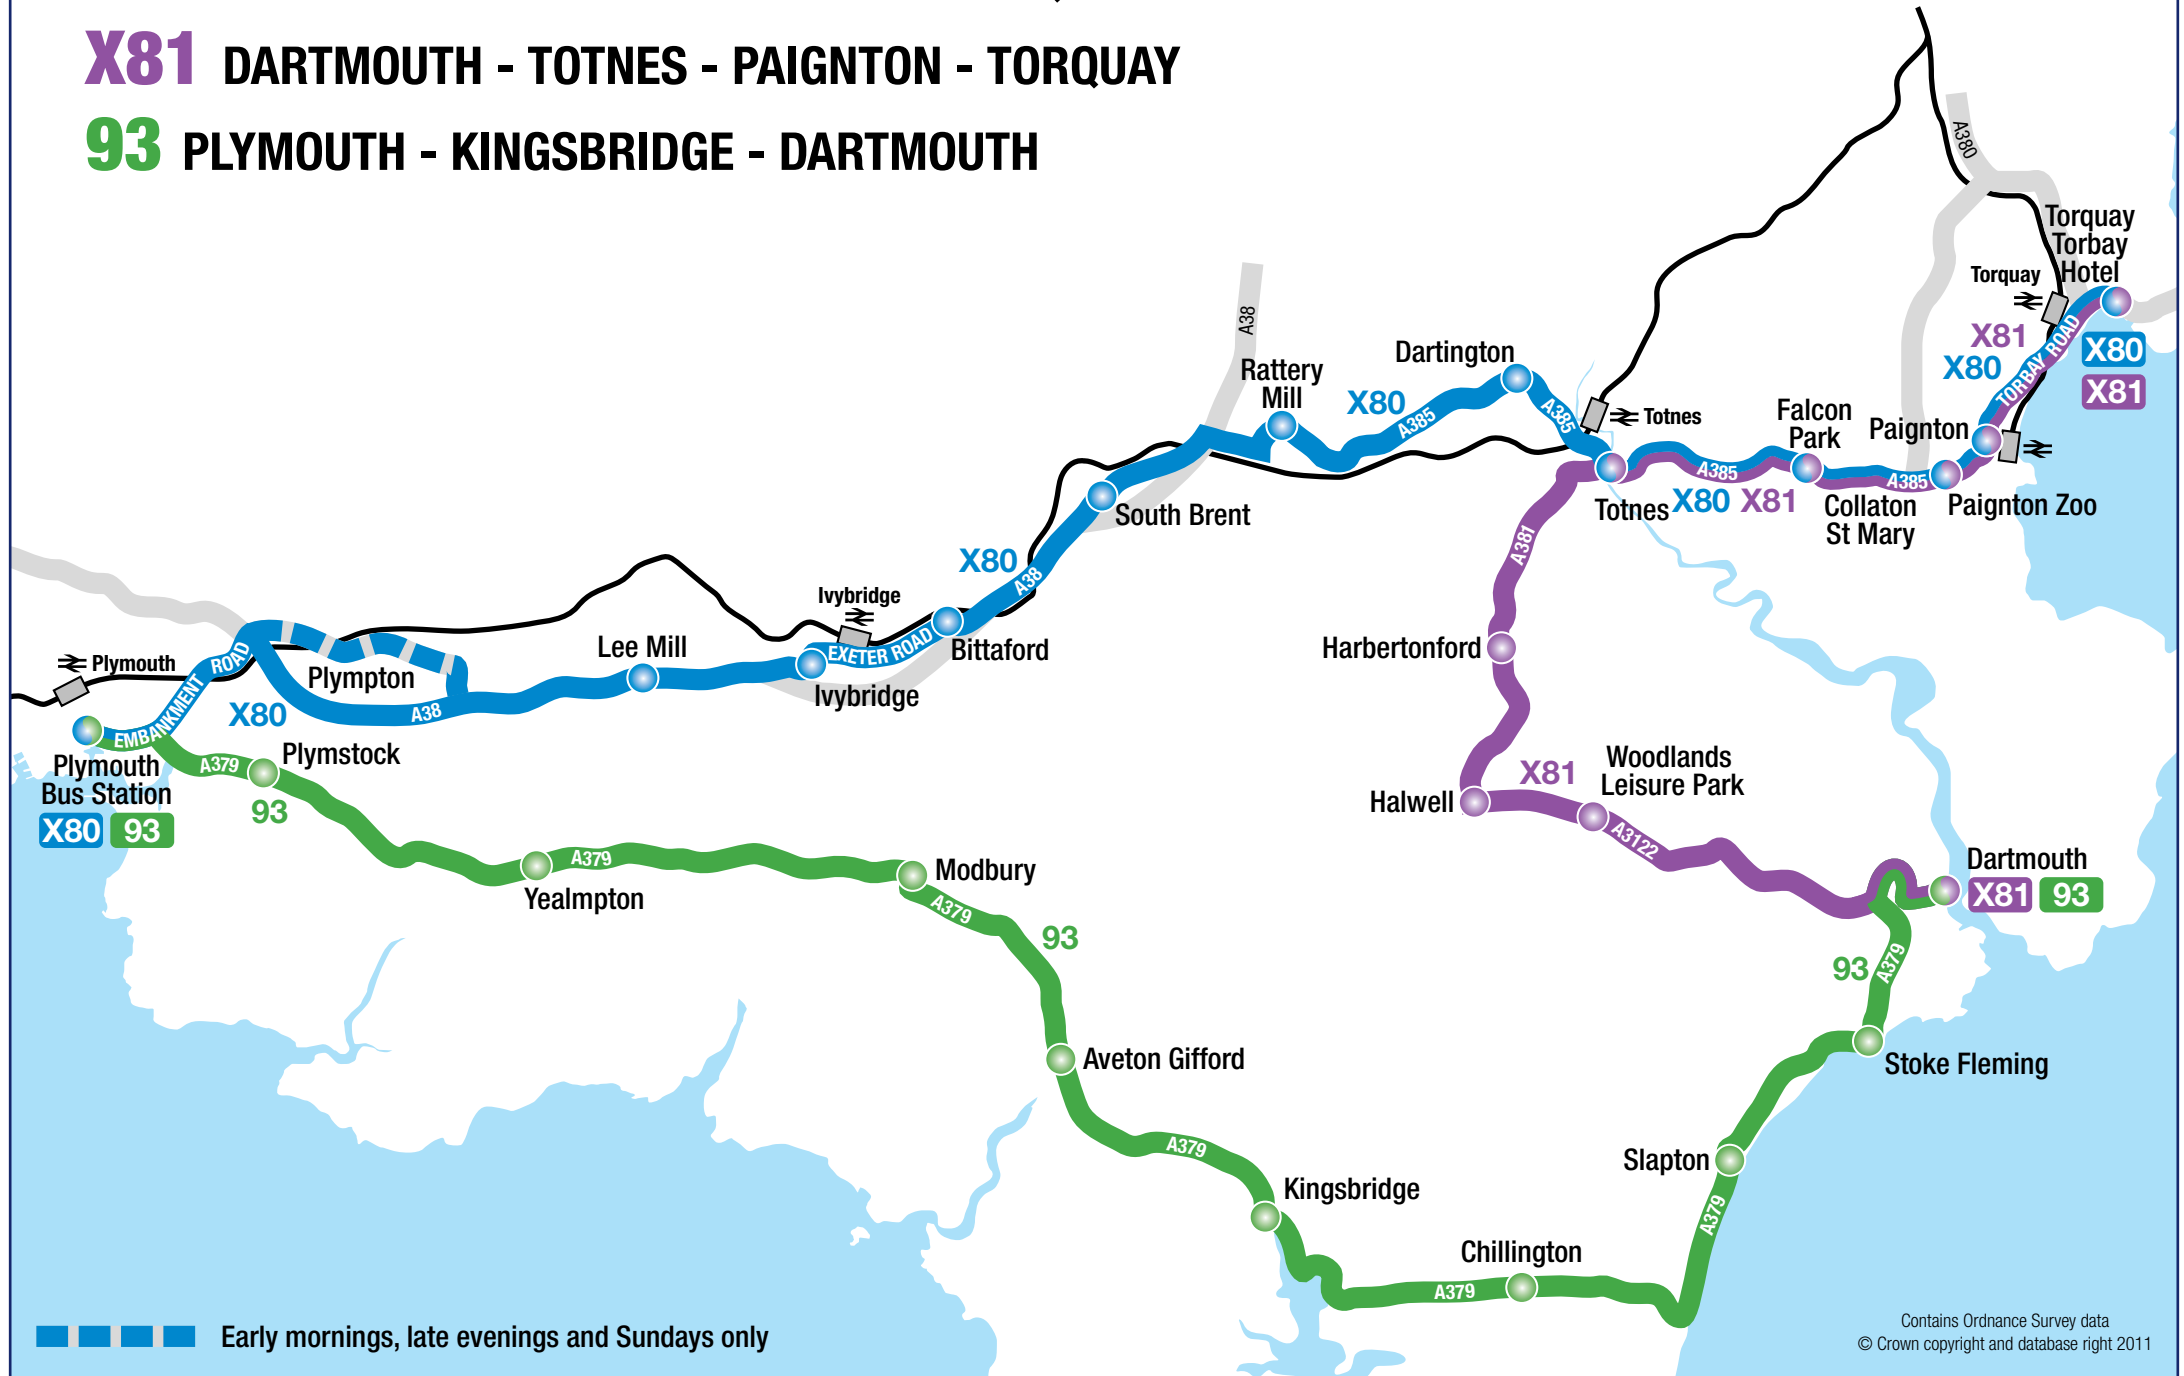 X81 DARTMOUTH - TOTNES - PAIGNTON - TORQUAY
93 PLYMOUTH - KINGSBRIDGE - DARTMOUTH
A380
Torquay
Torbay
Hotel
Torquay
X81
X80
TORBAY ROAD
X80
X81
A38
Rattery
Mill
X80
A385
Dartington
A385
Totnes
Falcon
Park
Paignton
A385
A385
Totnes
X80 X81
Collaton
St Mary
Paignton Zoo
South Brent
X80
A38
A381
Ivybridge
EXETER ROAD
Bittaford
Lee Mill
Ivybridge
Harbertonford
Plymouth
ROAD
EMBANKMENT
Plympton
X80
A38
Plymouth
Bus Station
X80 93
A379
Plymstock
93
Halwell
X81
Woodlands
Leisure Park
A3122
Yealmpton
A379
Modbury
A379
93
Dartmouth
X81 93
93
A379
Aveton Gifford
Stoke Fleming
A379
Kingsbridge
Slapton
A379
Chillington
A379
Early mornings, late evenings and Sundays only
Contains Ordnance Survey data
© Crown copyright and database right 2011